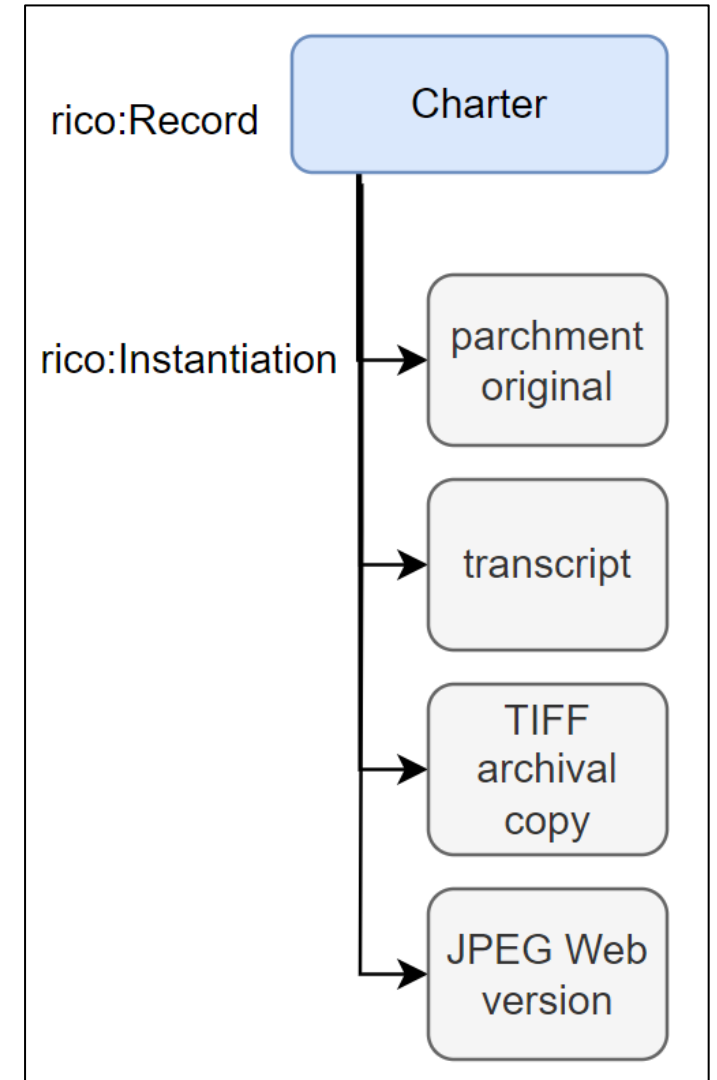 Charter
rico:Record
parchment
original
rico:Instantiation
transcript
TIFF
archival
copy
JPEG Web
version